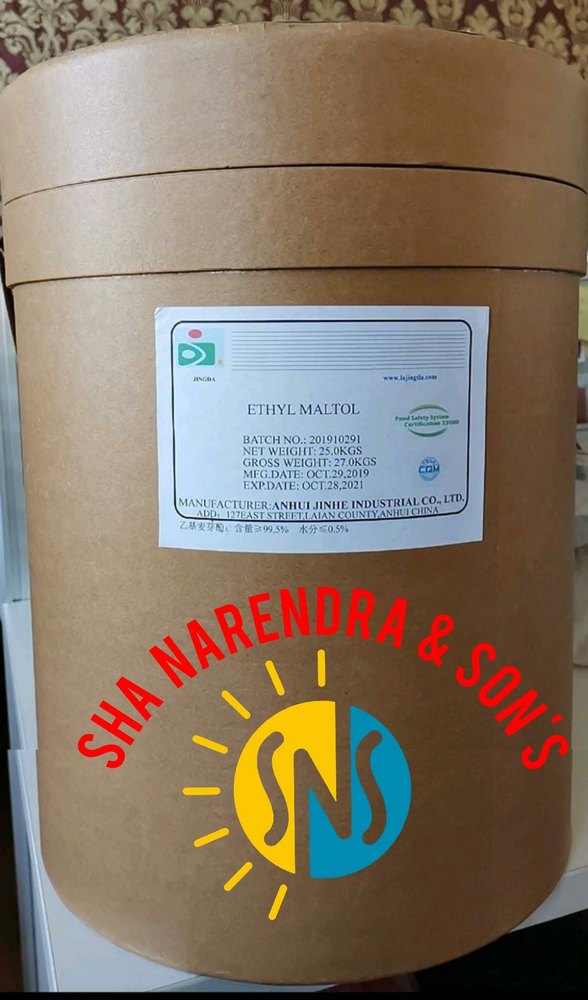 JINGDA
www.lajingda.com
ETHYL MALTOL
Food Safety System
Certification 22000
BATCH NO.: 201910291
NET WEIGHT: 25.0KGS
GROSS WEIGHT: 27.0KGS
MFG.DATE: OCT.29,2019
EXP.DATE: OCT.28,2021
CQM
MANUFACTURER:ANHUI JINHE INDUSTRIAL CO., LTD.
ADD: 127EAST STREET,LAIAN COUNTY,ANHUI CHINA
乙基麦芽酚: 含量≥99.5% 水分≤0.5%
SHA NARENDRA & SON'S
SNS